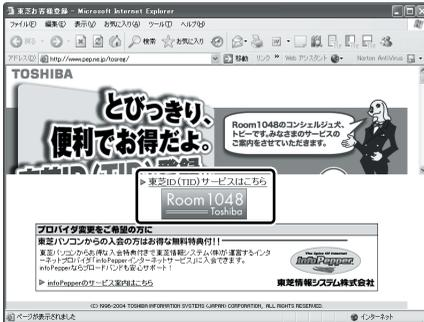 東芝お客様登録 - Microsoft Internet Explorer
ファイル(F) 編集(E) 表示(V) お気に入り(A) ツール(T) ヘルプ(H)
戻る 検索 お気に入り
アドレス(D) http://www.pep.ne.jp/tosreg/ 移動 リンク » Web アシスタント Norton AntiVirus
TOSHIBA
とびっきり、
便利でお得だよ。
東芝ID(TID)登録
Room1048のコンシェルジュ犬、
トビーです。みなさまのサービスの
ご案内をさせていただきます。
▶東芝ID(TID)サービスはこちら
Room 1048
Toshiba
プロバイダ変更をご希望の方に
東芝パソコンからの入会の方はお得な無料特典付!!
東芝パソコンからお得な入会特典付きで東芝情報システム(株)が運営するインタ
ーネットプロバイダ「infoPepperインターネットサービス」に入会できます。
infoPepperならブロードバンドも安心サポート!
▶infoPepperのサービス案内はこちら
InfoPepper
東芝情報システム株式会社
(C) 1996-2004 TOSHIBA INFORMATION SYSTEMS (JAPAN) CORPORATION, ALL RIGHTS RESERVED.
ページが表示されました インターネット